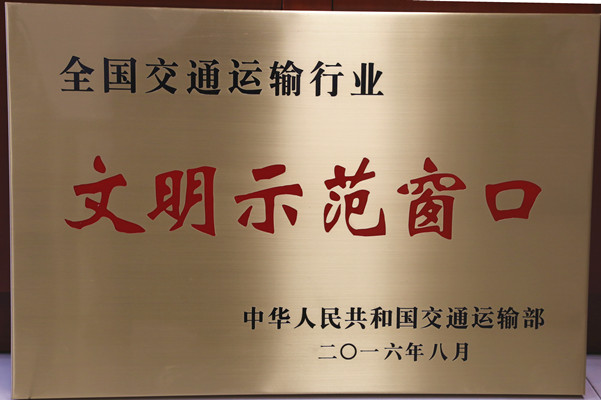 全国交通运输行业
文明示范窗口
中华人民共和国交通运输部
二〇一六年八月